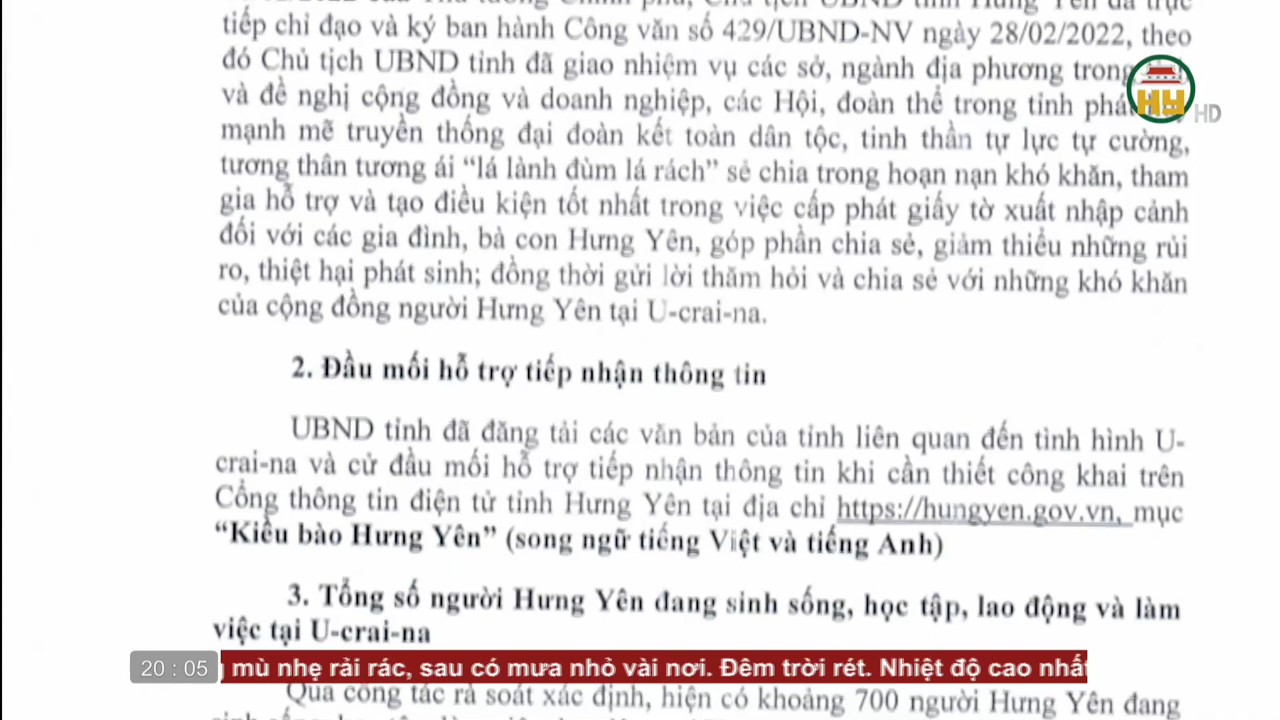 tiếp chỉ đạo và ký ban hành Công văn số 429/UBND-NV ngày 28/02/2022, theo
đó Chủ tịch UBND tỉnh đã giao nhiệm vụ các sở, ngành địa phương trong
và đề nghị cộng đồng và doanh nghiệp, các Hội, đoàn thể trong tỉnh phát
mạnh mẽ truyền thống đại đoàn kết toàn dân tộc, tinh thần tự lực tự cường,
tương thân tương ái “lá lành đùm lá rách” sẻ chia trong hoạn nạn khó khăn, tham
gia hỗ trợ và tạo điều kiện tốt nhất trong việc cấp phát giấy tờ xuất nhập cảnh
đối với các gia đình, bà con Hưng Yên, góp phần chia sẻ, giảm thiểu những rủi
ro, thiệt hại phát sinh; đồng thời gửi lời thăm hỏi và chia sẻ với những khó khăn
của cộng đồng người Hưng Yên tại U-crai-na.
2. Đầu mối hỗ trợ tiếp nhận thông tin
UBND tỉnh đã đăng tải các văn bản của tỉnh liên quan đến tình hình U-
crai-na và cử đầu mối hỗ trợ tiếp nhận thông tin khi cần thiết công khai trên
Cổng thông tin điện tử tỉnh Hưng Yên tại địa chỉ https://hungyen.gov.vn, mục
“Kiều bào Hưng Yên” (song ngữ tiếng Việt và tiếng Anh)
3. Tổng số người Hưng Yên đang sinh sống, học tập, lao động và làm
việc tại U-crai-na
Qua công tác rà soát xác định, hiện có khoảng 700 người Hưng Yên đang
HY HD
20 : 05
mù nhẹ rải rác, sau có mưa nhỏ vài nơi. Đêm trời rét. Nhiệt độ cao nhất